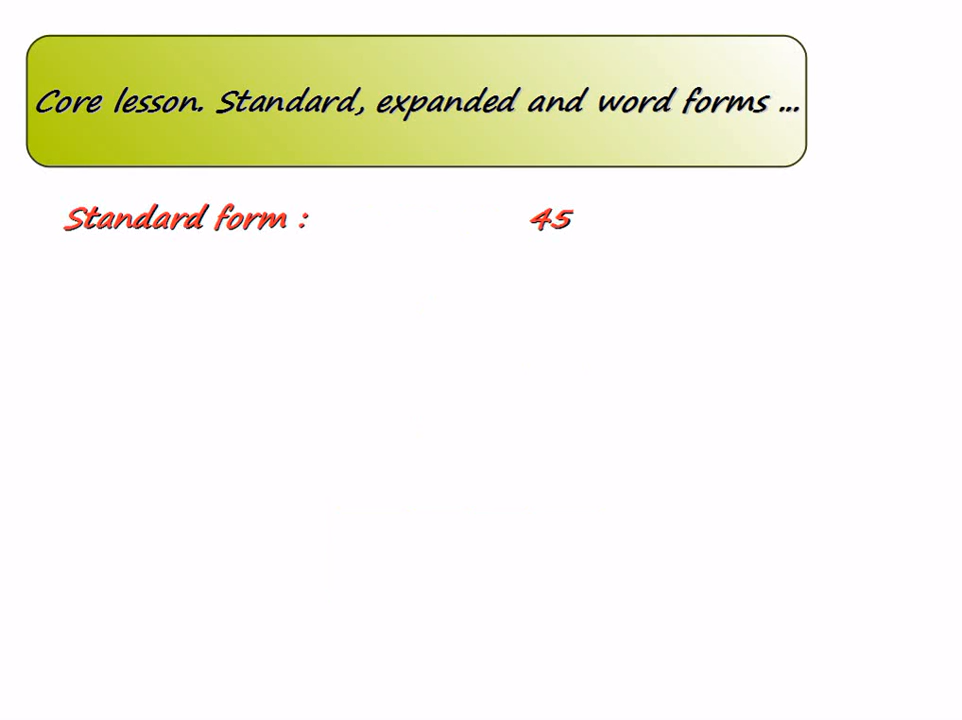 Core lesson. Standard, expanded and word forms ...
Standard form : 45